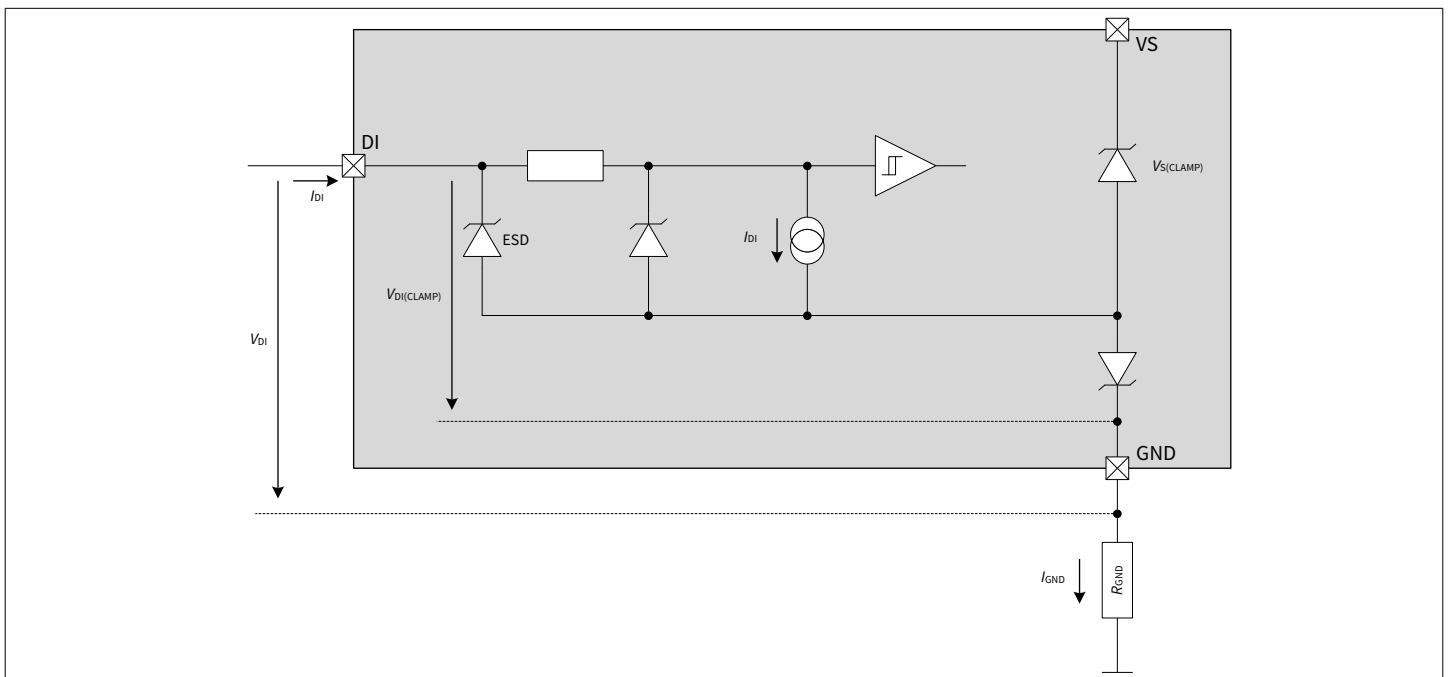 VS
DI
VS(CLAMP)
IDI
ESD
IDI
VDI(CLAMP)
VDI
GND
IGND
RGND